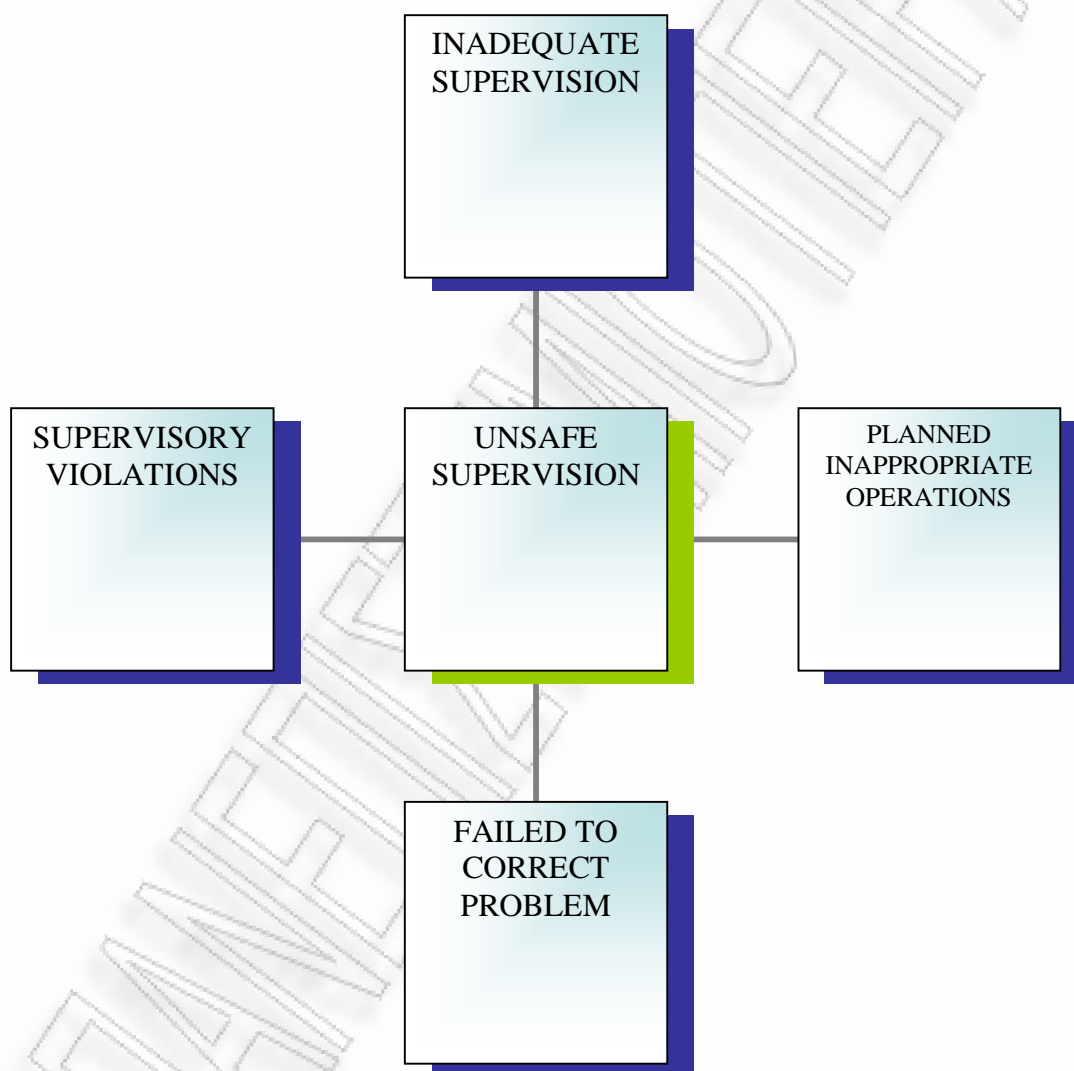 INADEQUATE
SUPERVISION
SUPERVISORY
VIOLATIONS
UNSAFE
SUPERVISION
PLANNED
INAPPROPRIATE
OPERATIONS
FAILED TO
CORRECT
PROBLEM